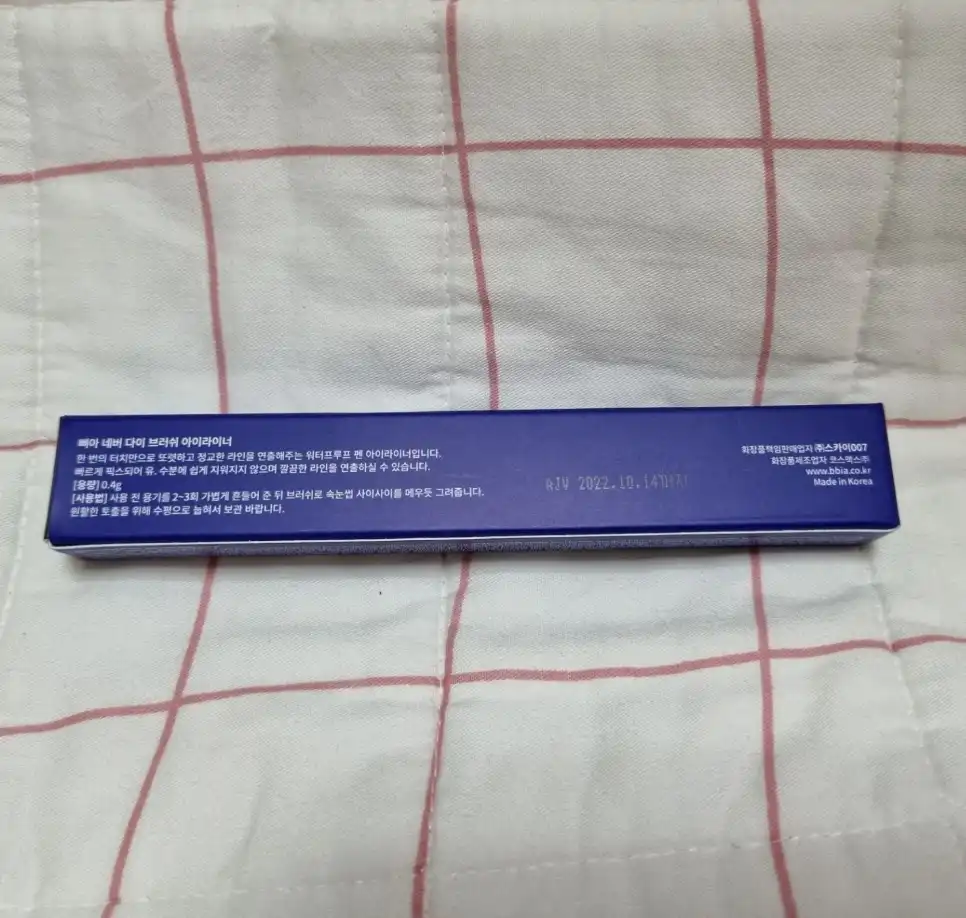 삐아 네버 다이 브러쉬 아이라이너
한 번의 터치만으로 또렷하고 정교한 라인을 연출해주는 워터프루프 펜 아이라이너입니다.
빠르게 픽스되어 유, 수분에 쉽게 지워지지 않으며 깔끔한 라인을 연출하실 수 있습니다.
[용량] 0.4g
[사용법] 사용 전 용기를 2~3회 가볍게 흔들어 준 뒤 브러쉬로 속눈썹 사이사이를 메우듯 그려줍니다.
원활한 토출을 위해 수평으로 눕혀서 보관 바랍니다.
2022.10.14까지
화장품책임판매업자 ㈜스카이007
화장품제조업자 코스맥스㈜
www.bbia.co.kr
Made in Korea